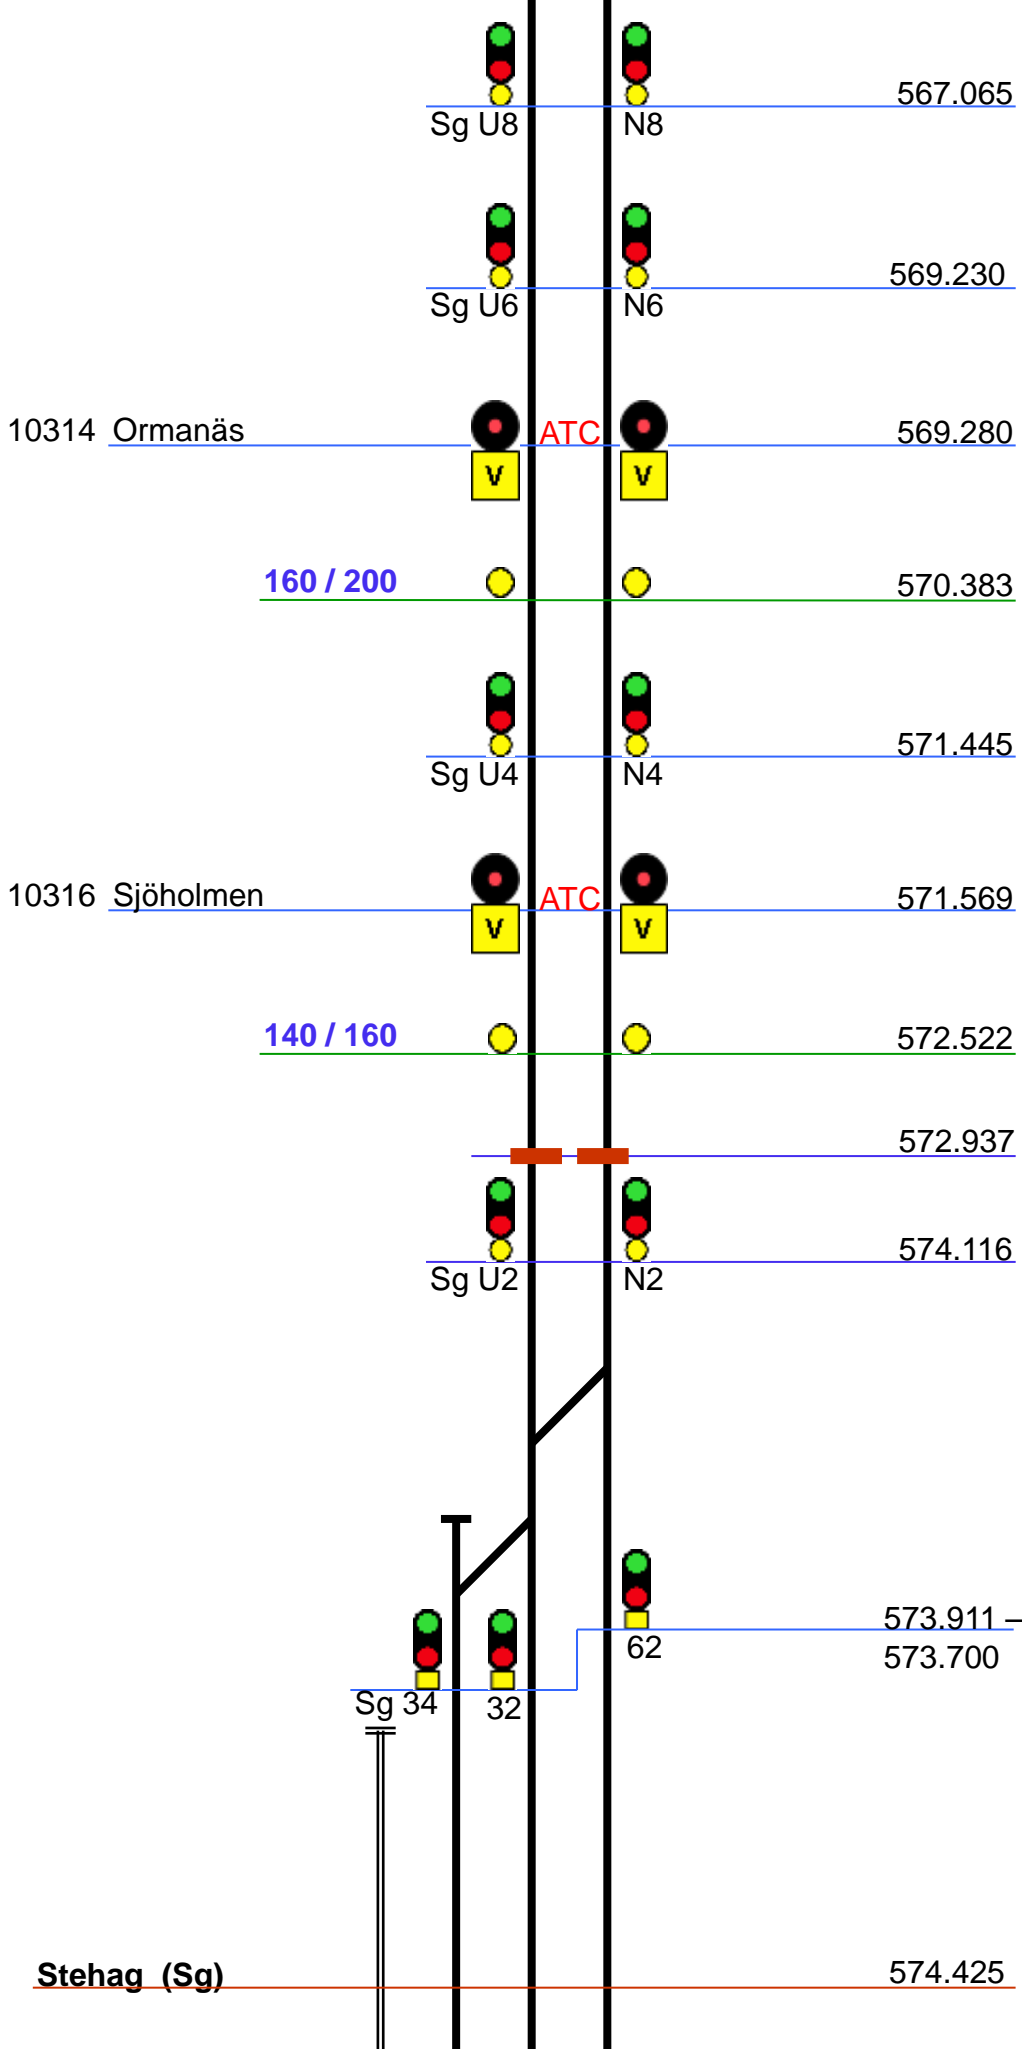 567.065
Sg U8 N8
569.230
Sg U6 N6
10314 Ormanäs ATC 569.280
V V
160 / 200 570.383
571.445
Sg U4 N4
10316 Sjöholmen ATC 571.569
V V
140 / 160 572.522
572.937
574.116
Sg U2 N2
573.911 –
62 573.700
Sg 34 32
Stehag (Sg) 574.425